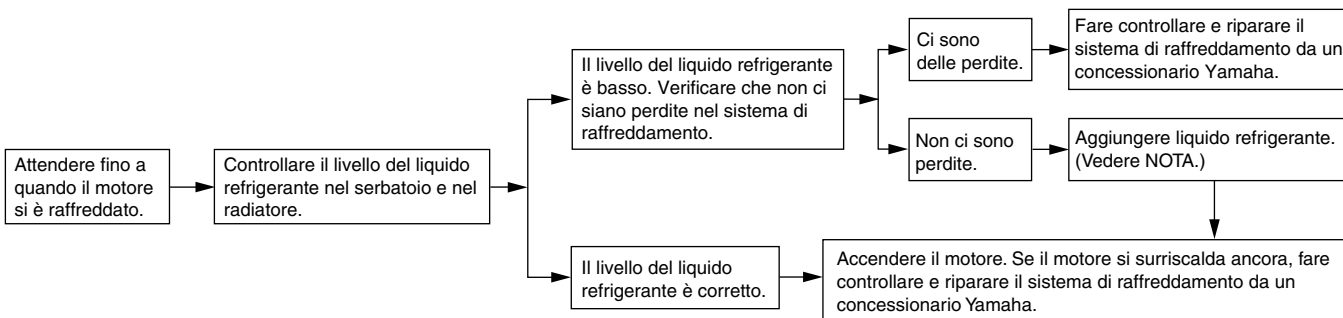 Attendere fino a
quando il motore
si è raffreddato.
Controllare il livello del liquido
refrigerante nel serbatoio e nel
radiatore.
Il livello del liquido refrigerante
è basso. Verificare che non ci
siano perdite nel sistema di
raffreddamento.
Ci sono
delle perdite.
Fare controllare e riparare il
sistema di raffreddamento da un
concessionario Yamaha.
Non ci sono
perdite.
Aggiungere liquido refrigerante.
(Vedere NOTA.)
Il livello del liquido
refrigerante è corretto.
Accendere il motore. Se il motore si surriscalda ancora, fare
controllare e riparare il sistema di raffreddamento da un
concessionario Yamaha.